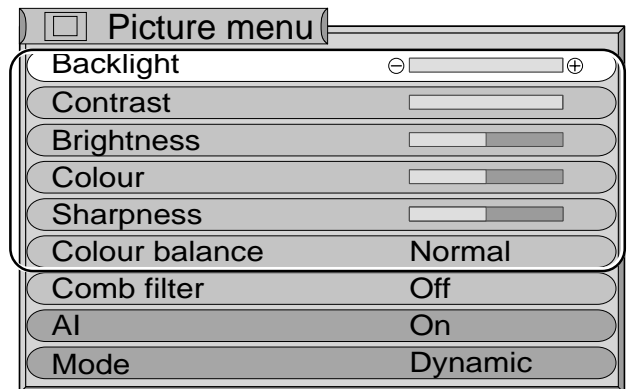 Picture menu
Backlight
Contrast
Brightness
Colour
Sharpness
Colour balance Normal
Comb filter Off
AI On
Mode Dynamic